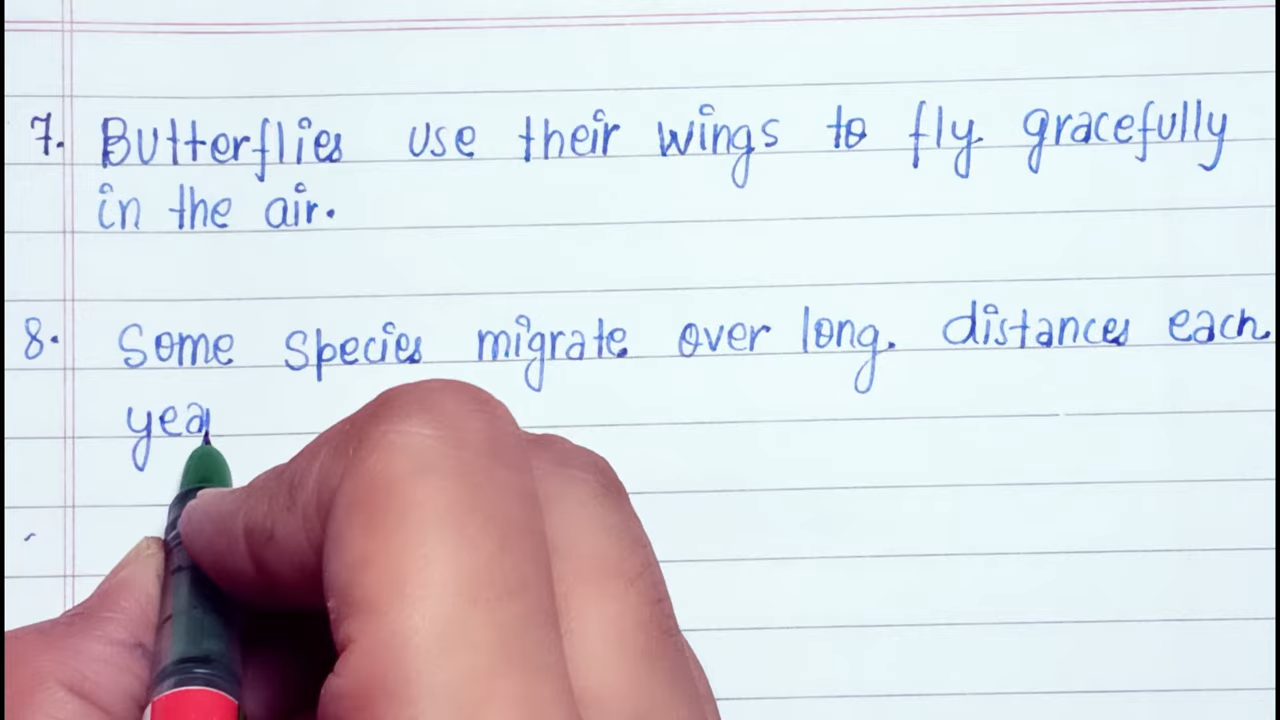 7. Butterflies use their wings to fly gracefully
in the air.
8. Some species migrate over long. distances each
yea